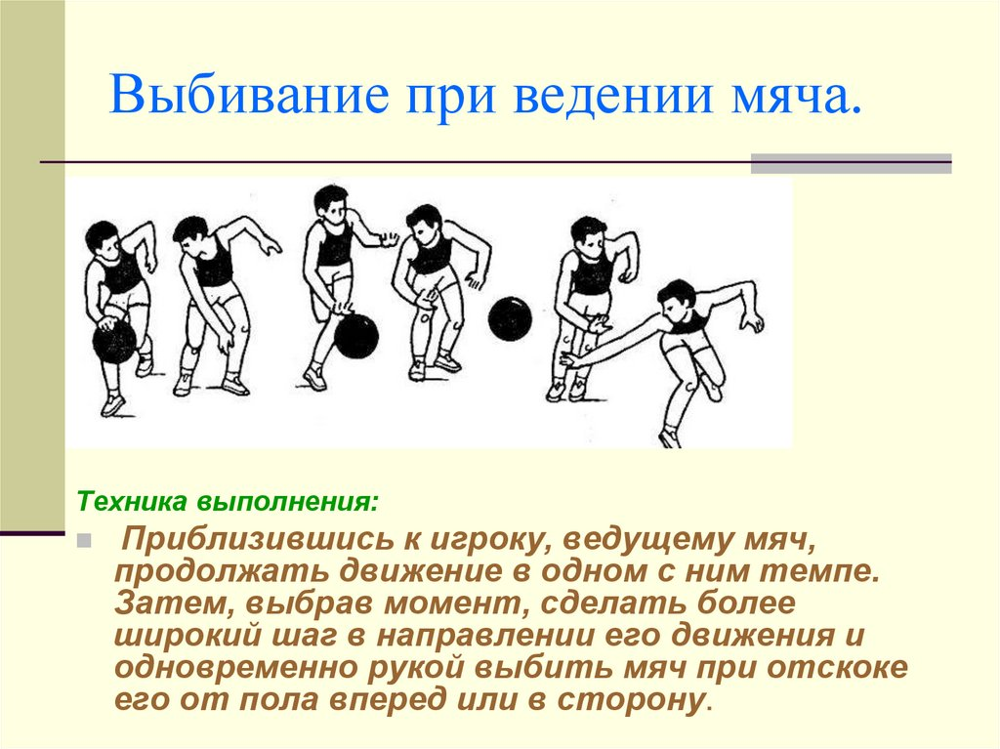 Выбивание при ведении мяча.
Техника выполнения:
Приблизившись к игроку, ведущему мяч,
продолжать движение в одном с ним темпе.
Затем, выбрав момент, сделать более
широкий шаг в направлении его движения и
одновременно рукой выбить мяч при отскоке
его от пола вперед или в сторону.